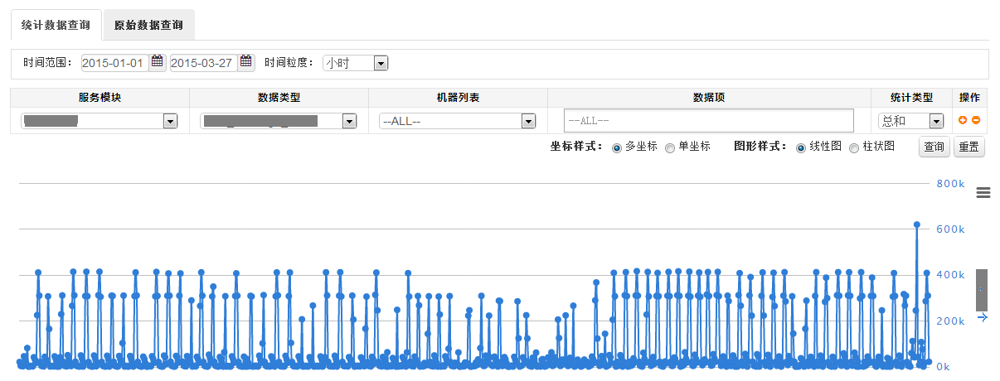 统计数据查询 原始数据查询
时间范围： 2015-01-01 2015-03-27 时间粒度： 小时
服务模块 数据类型 机器列表 数据项 统计类型 操作
--ALL-- --ALL-- 总和
坐标样式： 多坐标 单坐标 图形样式： 线性图 柱状图 查询 重置
800k
600k
400k
200k
0k